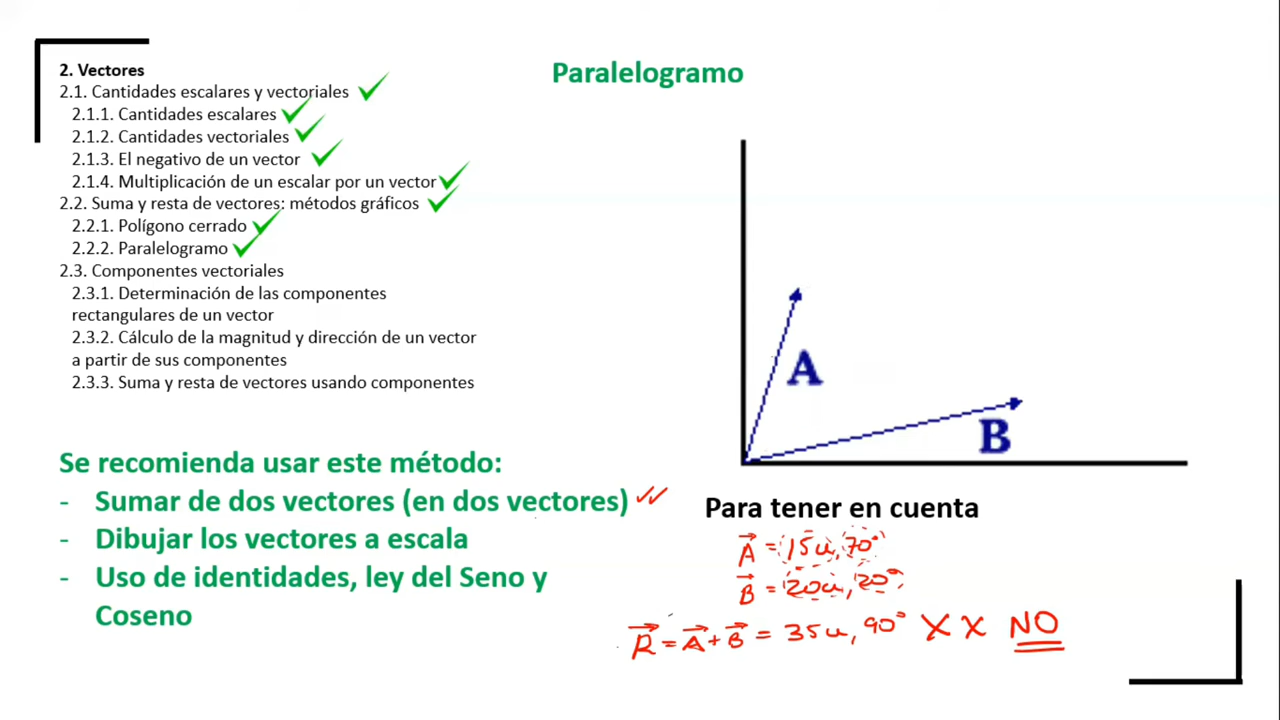 2. Vectores
2.1. Cantidades escalares y vectoriales
2.1.1. Cantidades escalares
2.1.2. Cantidades vectoriales
2.1.3. El negativo de un vector
2.1.4. Multiplicación de un escalar por un vector
2.2. Suma y resta de vectores: métodos gráficos
2.2.1. Polígono cerrado
2.2.2. Paralelogramo
2.3. Componentes vectoriales
2.3.1. Determinación de las componentes
rectangulares de un vector
2.3.2. Cálculo de la magnitud y dirección de un vector
a partir de sus componentes
2.3.3. Suma y resta de vectores usando componentes
Se recomienda usar este método:
- Sumar de dos vectores (en dos vectores)
- Dibujar los vectores a escala
- Uso de identidades, ley del Seno y
Coseno
Paralelogramo
A
B
Para tener en cuenta
A⃗ = 15u, 70°
B⃗ = 20u, 20°
R⃗ = A⃗ + B⃗ = 35u, 90° X X NO